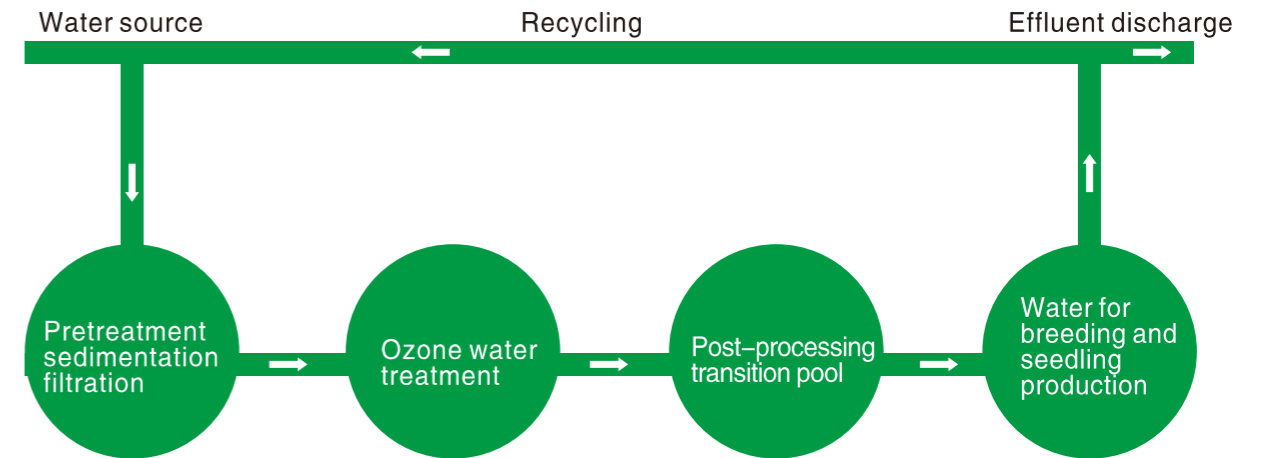 Water source
Recycling
Effluent discharge
Pretreatment
sedimentation
filtration
Ozone water
treatment
Post–processing
transition pool
Water for
breeding and
seedling
production